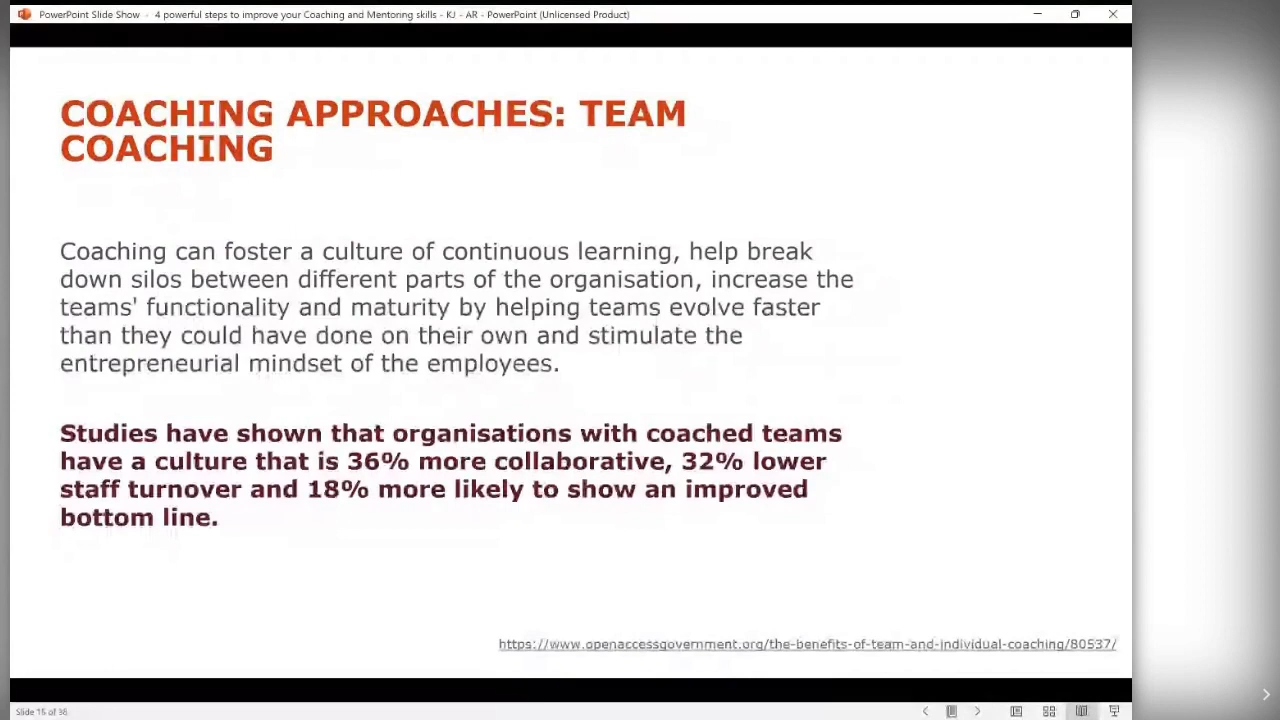 PowerPoint Slide Show - 4 powerful steps to improve your Coaching and Mentoring skills - KJ - AR - PowerPoint (Unlicensed Product)
COACHING APPROACHES: TEAM
COACHING
Coaching can foster a culture of continuous learning, help break
down silos between different parts of the organisation, increase the
teams' functionality and maturity by helping teams evolve faster
than they could have done on their own and stimulate the
entrepreneurial mindset of the employees.
Studies have shown that organisations with coached teams
have a culture that is 36% more collaborative, 32% lower
staff turnover and 18% more likely to show an improved
bottom line.
https://www.openaccessgovernment.org/the-benefits-of-team-and-individual-coaching/80537/
Slide 15 of 38